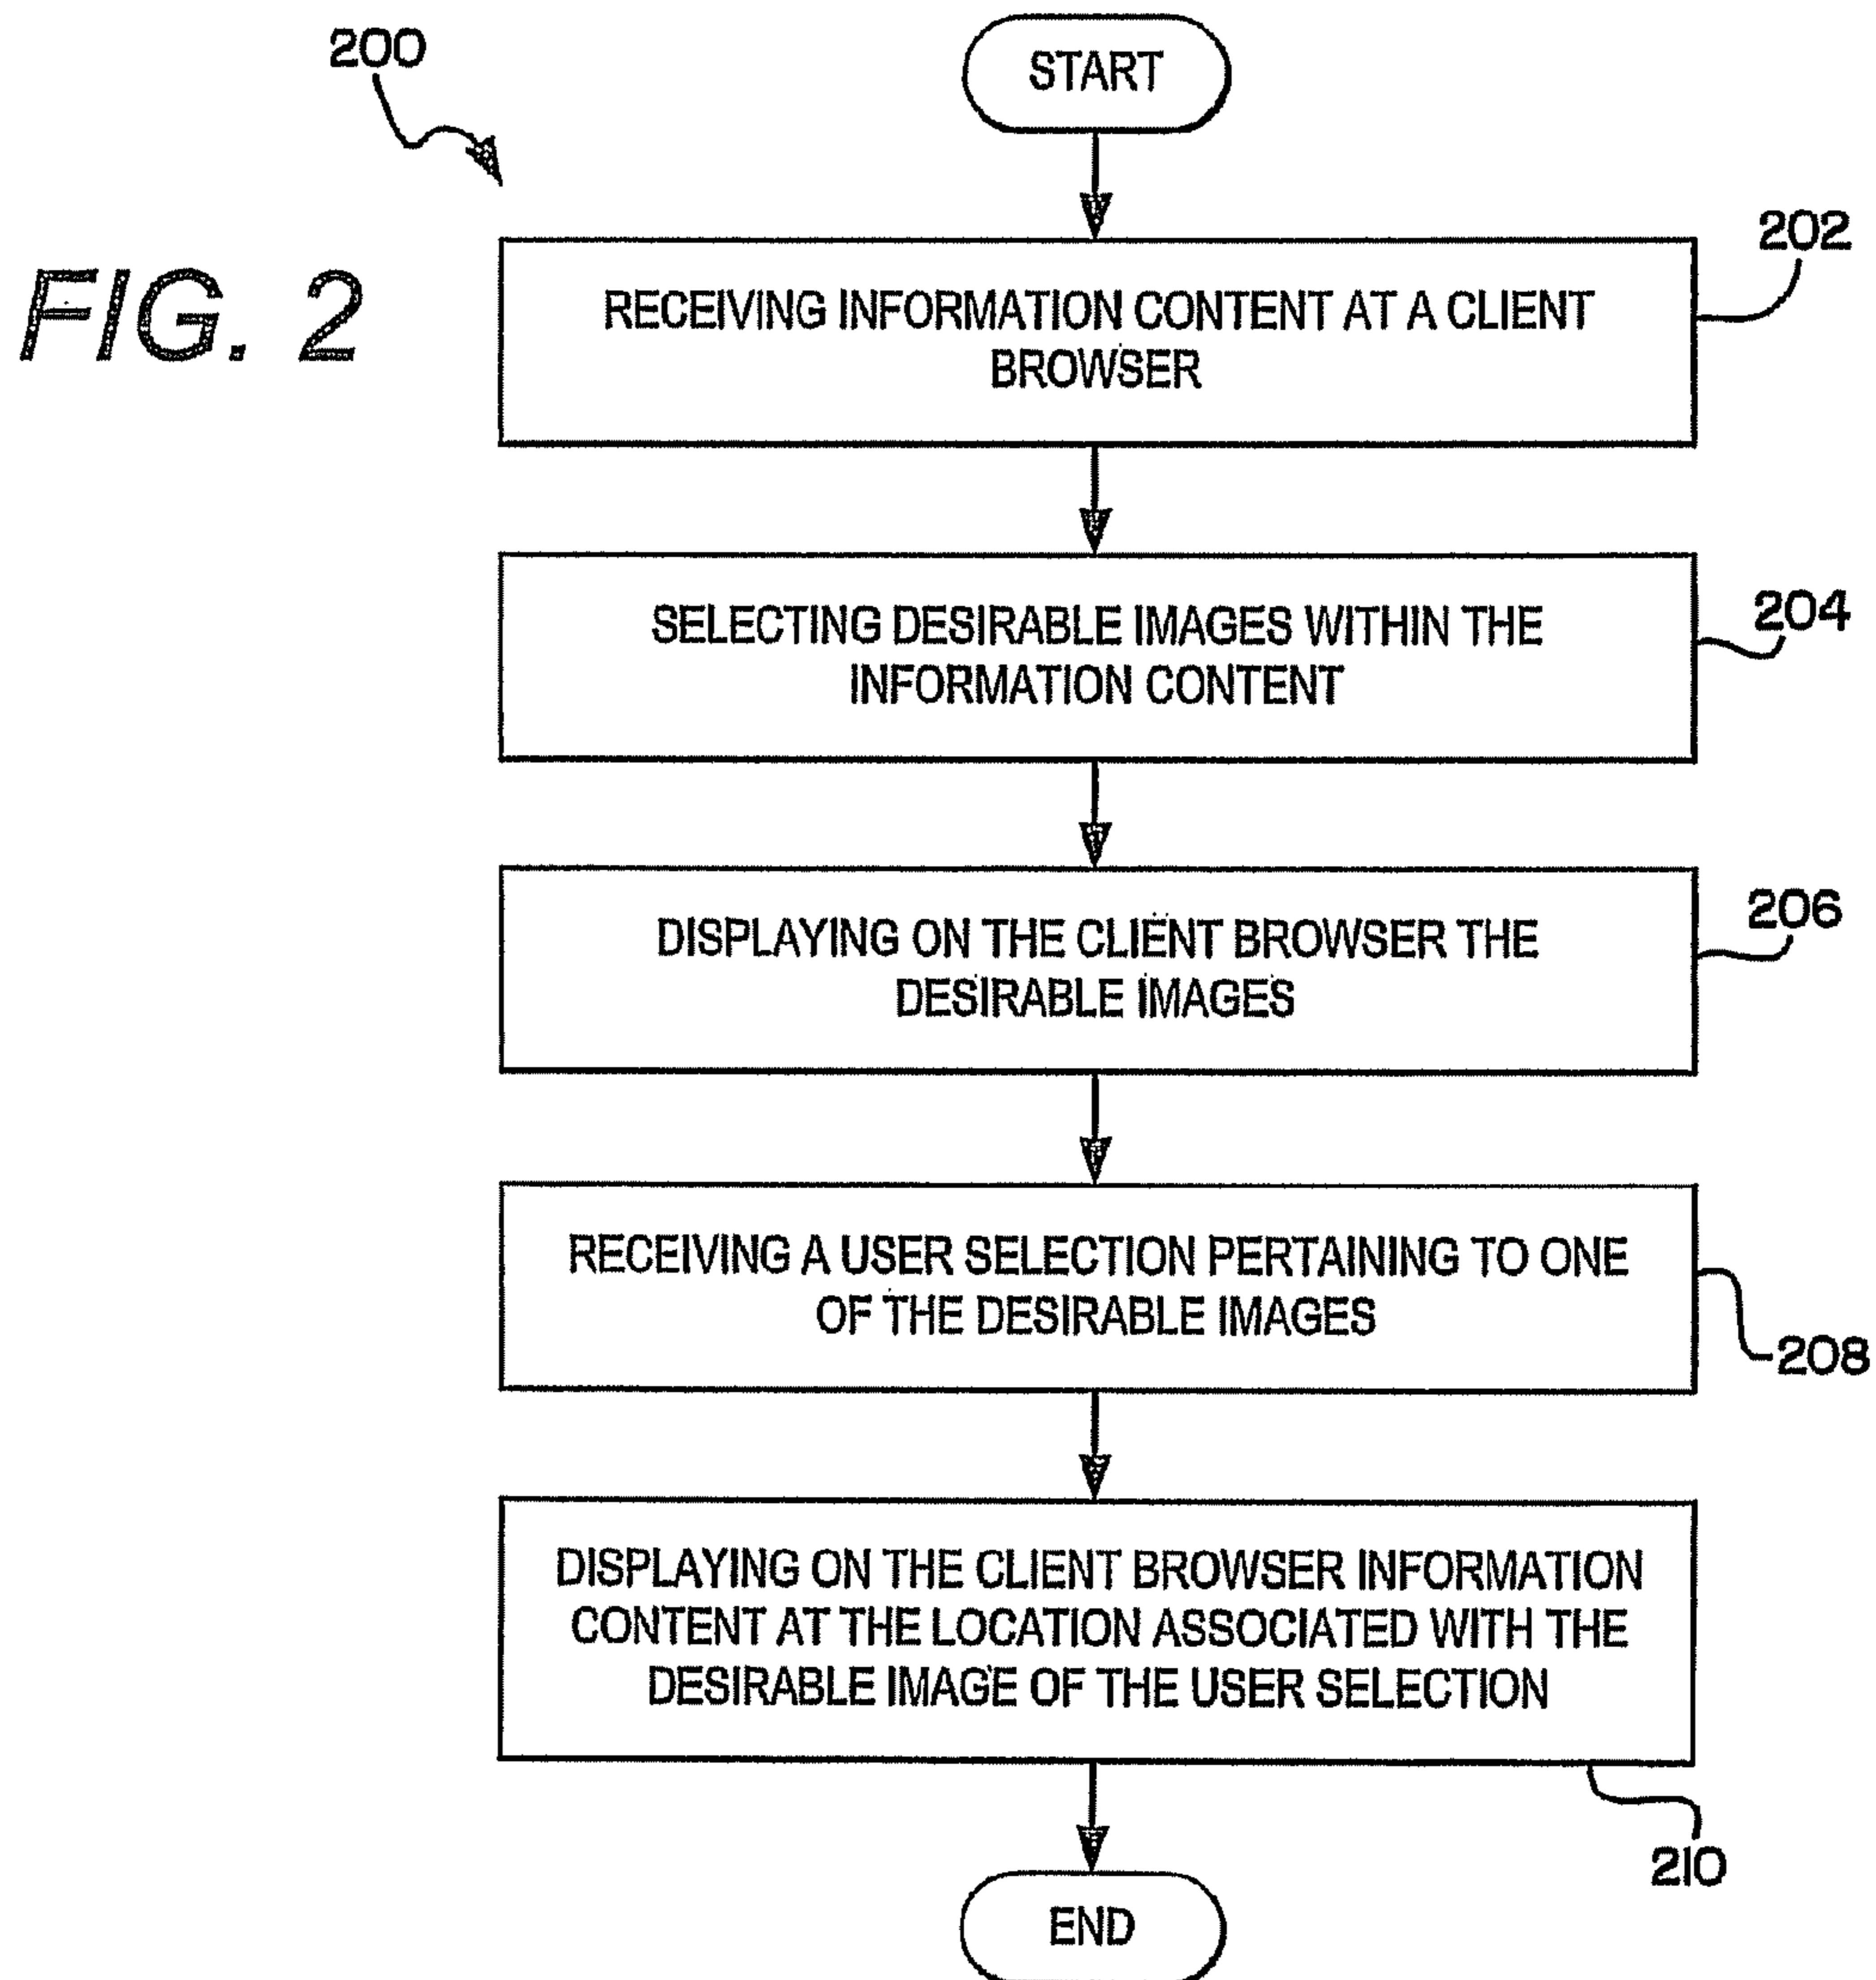 200
START
FIG. 2
202
RECEIVING INFORMATION CONTENT AT A CLIENT
BROWSER
204
SELECTING DESIRABLE IMAGES WITHIN THE
INFORMATION CONTENT
206
DISPLAYING ON THE CLIENT BROWSER THE
DESIRABLE IMAGES
RECEIVING A USER SELECTION PERTAINING TO ONE
OF THE DESIRABLE IMAGES
208
DISPLAYING ON THE CLIENT BROWSER INFORMATION
CONTENT AT THE LOCATION ASSOCIATED WITH THE
DESIRABLE IMAGE OF THE USER SELECTION
210
END